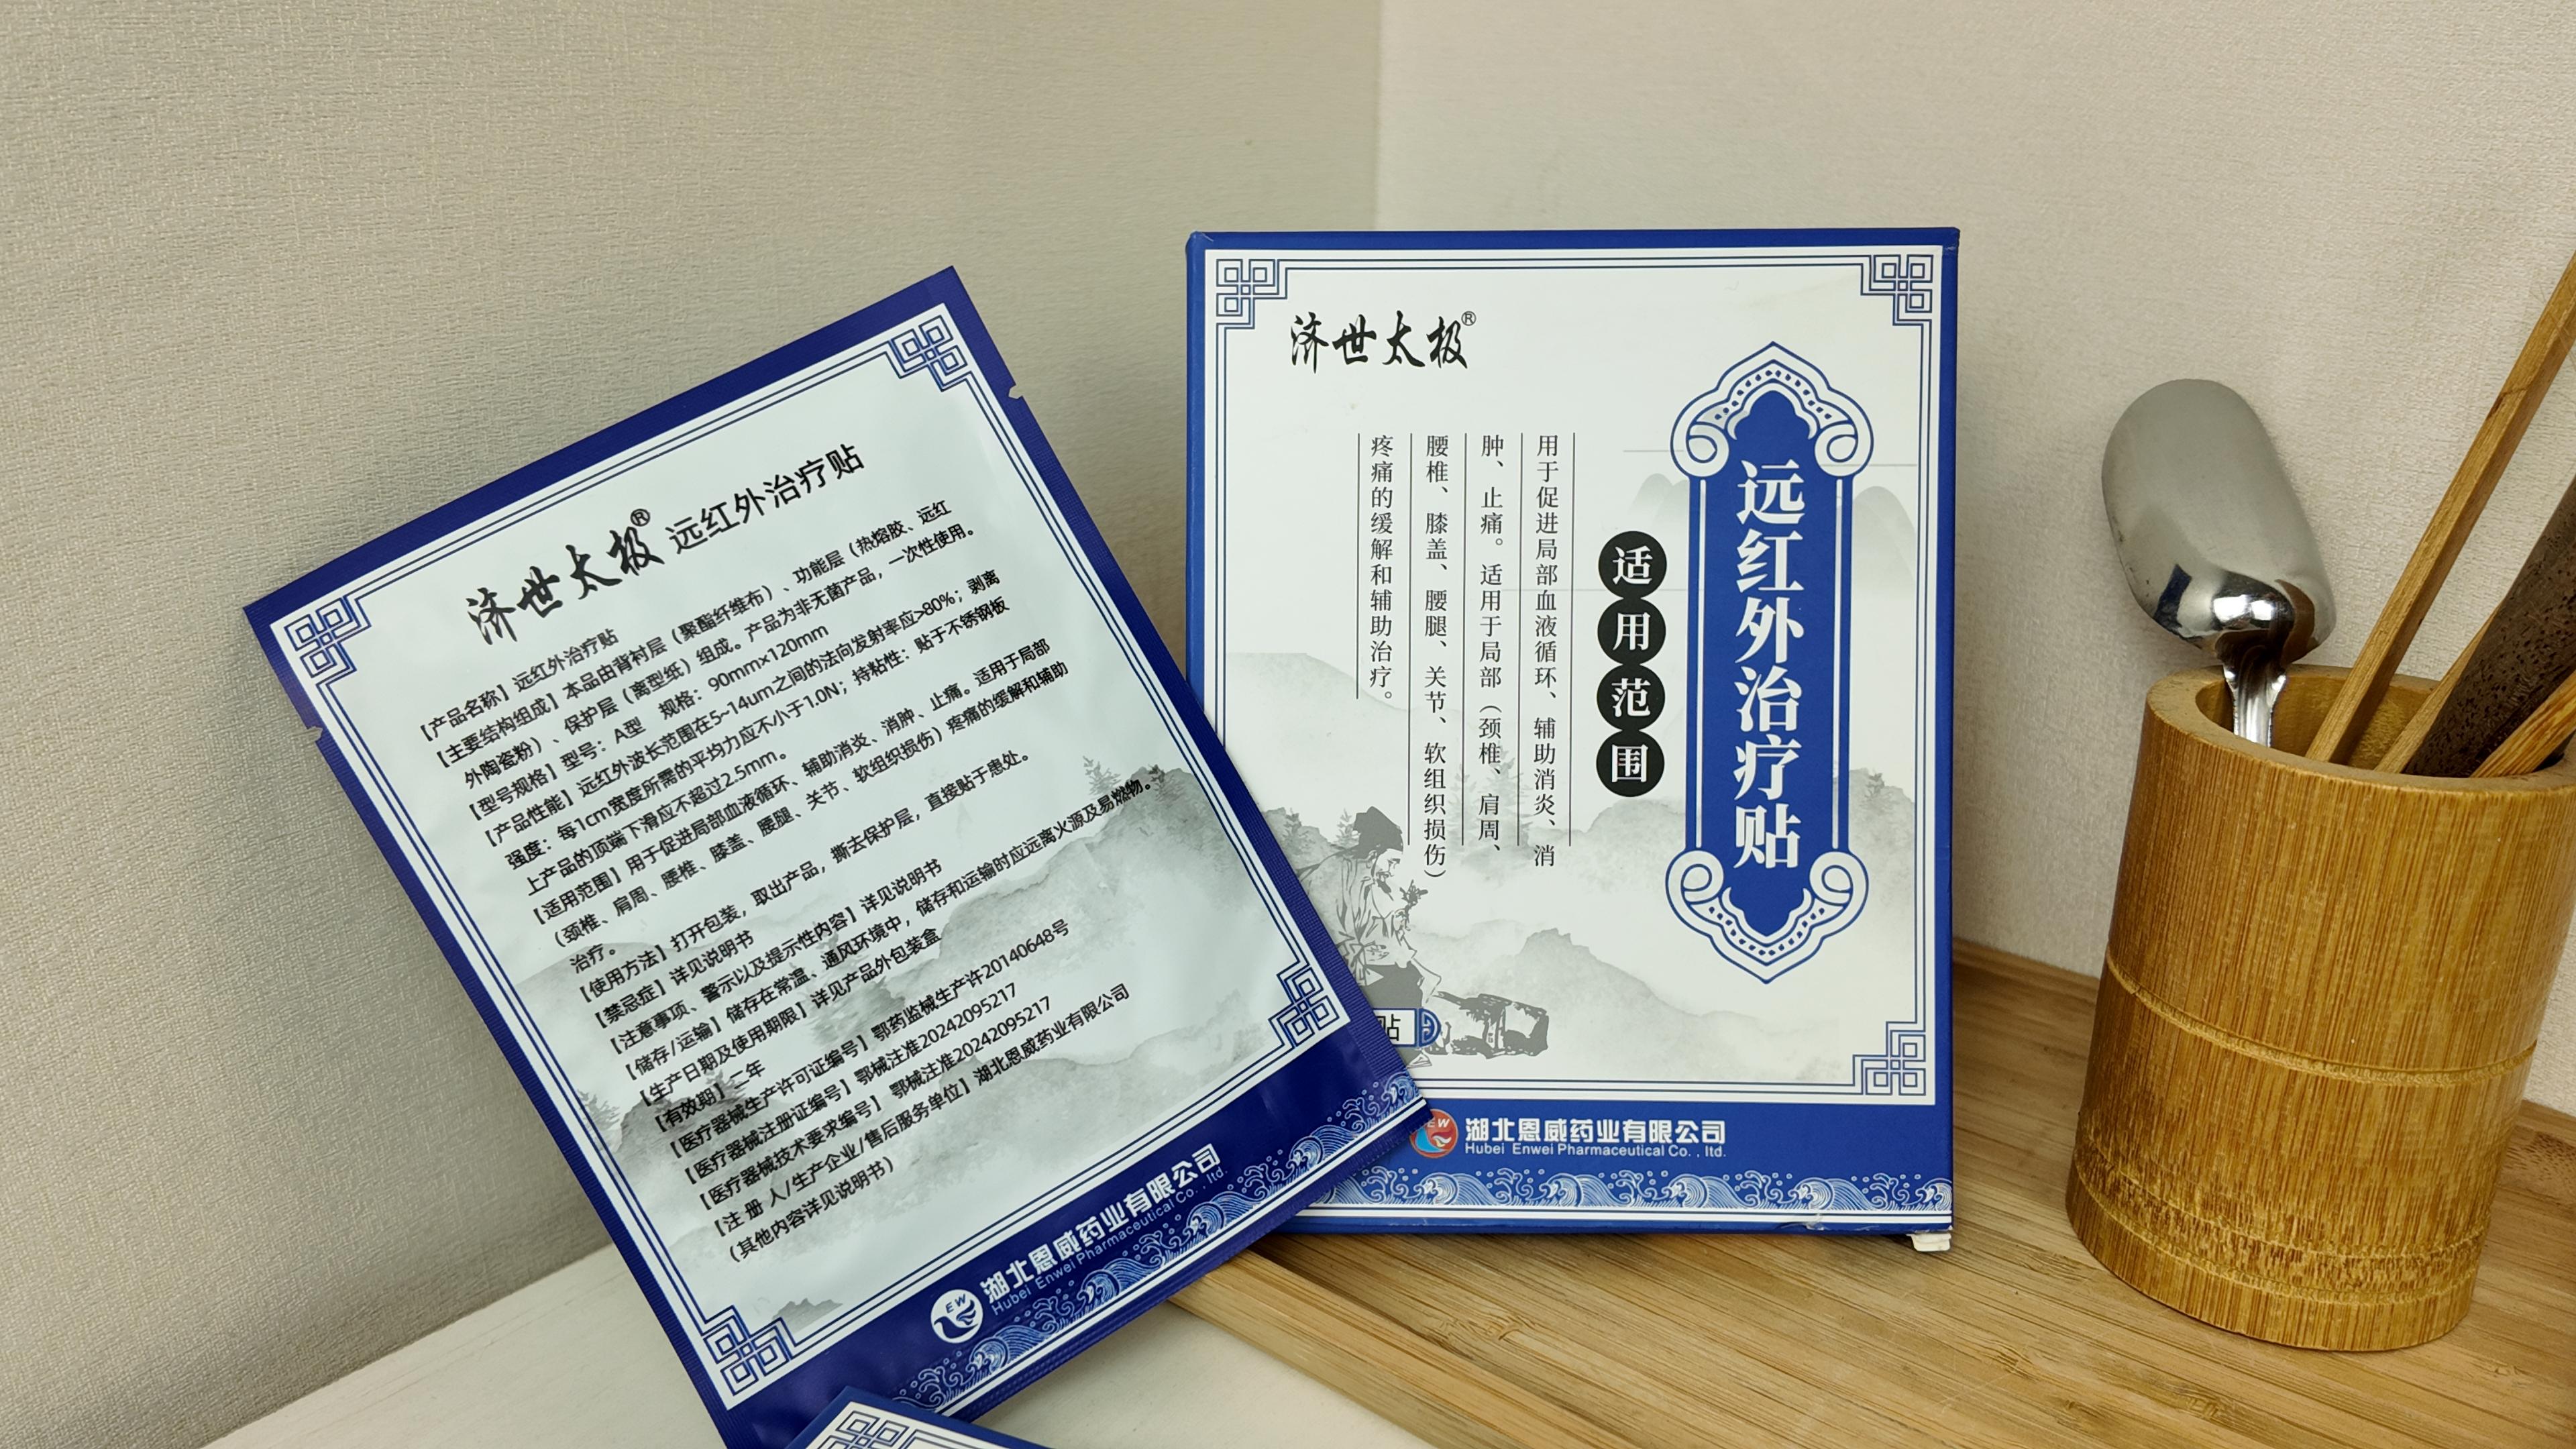 济世太极® 远红外治疗贴
【产品名称】远红外治疗贴
【主要结构组成】本品由背衬层（聚酯纤维布）、功能层（热熔胶、远红
外陶瓷粉）、保护层（离型纸）组成。产品为非无菌产品，一次性使用。
【型号规格】型号：A型 规格：90mmx120mm
【产品性能】远红外波长范围在5~14um之间的法向发射率应>80%；剥离
强度：每1cm宽度所需的平均力应不小于1.0N；持粘性：贴于不锈钢板
上产品的顶端下滑应不超过2.5mm。
【适用范围】用于促进局部血液循环、辅助消炎、消肿、止痛。适用于局部
（颈椎、肩周、腰椎、膝盖、腰腿、关节、软组织损伤）疼痛的缓解和辅助
治疗。
【使用方法】打开包装，取出产品，撕去保护层，直接贴于患处。
【禁忌症】详见说明书
【注意事项、警示以及提示性内容】详见说明书
【储存/运输】储存在常温、通风环境中，储存和运输时应远离火源及易燃物。
【生产日期及使用期限】详见产品外包装盒
【有效期】二年
【医疗器械生产许可证编号】鄂药监械生产许20140648号
【医疗器械注册证编号】鄂械注准20242095217
【医疗器械技术要求编号】 鄂械注准20242095217
【注 册 人/生产企业/售后服务单位】湖北恩威药业有限公司
（其他内容详见说明书）
EW
湖北恩威药业有限公司
Hubei Enwei Pharmaceutical Co. , ltd.
济世太极®
远红外治疗贴
适用范围
用于促进局部血液循环、辅助消炎、消
肿、止痛。适用于局部（颈椎、肩周、
腰椎、膝盖、腰腿、关节、软组织损伤）
疼痛的缓解和辅助治疗。
贴
EW
湖北恩威药业有限公司
Hubei Enwei Pharmaceutical Co. , ltd.